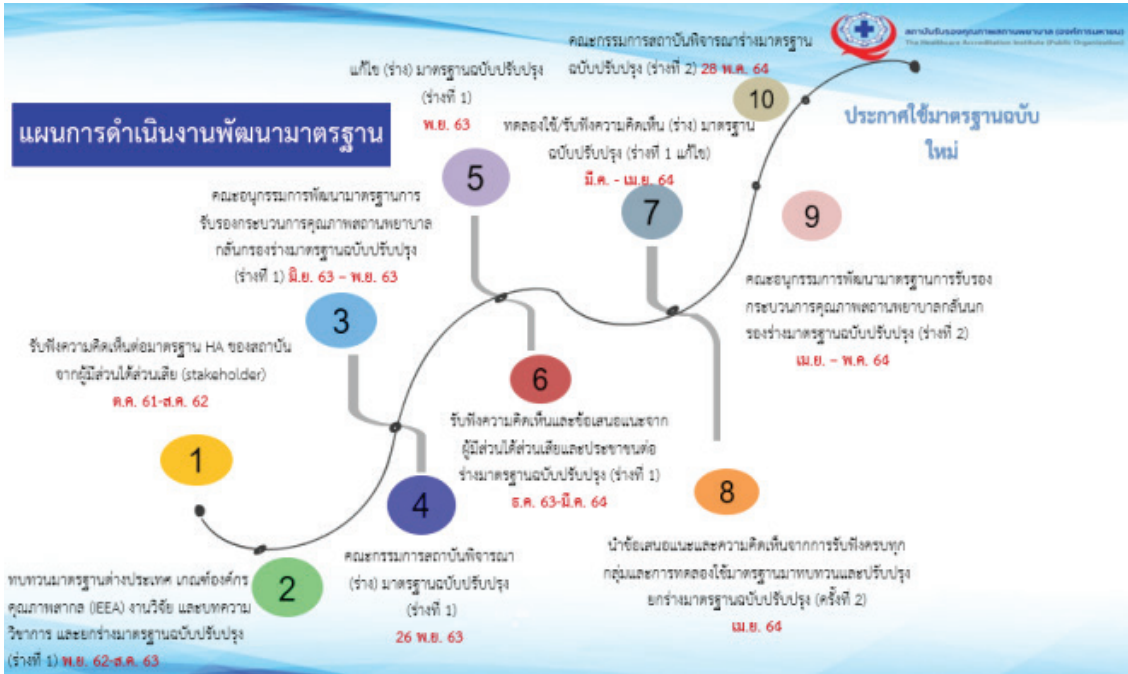 สถาบันรับรองคุณภาพสถานพยาบาล (องค์การมหาชน)
The Healthcare Accreditation Institute (Public Organization)
แผนการดำเนินงานพัฒนามาตรฐาน
1
รับฟังความคิดเห็นต่อมาตรฐาน HA ของสถาบัน
จากผู้มีส่วนได้ส่วนเสีย (stakeholder)
ต.ค. 61-ส.ค. 62
2
ทบทวนมาตรฐานต่างประเทศ เกณฑ์องค์กร
คุณภาพสากล (IEEA) งานวิจัย และบทความ
วิชาการ และยกร่างมาตรฐานฉบับปรับปรุง
(ร่างที่ 1) พ.ย. 62-ส.ค. 63
3
คณะอนุกรรมการพัฒนามาตรฐานการ
รับรองกระบวนการคุณภาพสถานพยาบาล
กลั่นกรองร่างมาตรฐานฉบับปรับปรุง
(ร่างที่ 1) มิ.ย. 63 – พ.ย. 63
4
คณะกรรมการสถาบันพิจารณา
(ร่าง) มาตรฐานฉบับปรับปรุง
(ร่างที่ 1)
26 พ.ย. 63
5
แก้ไข (ร่าง) มาตรฐานฉบับปรับปรุง
(ร่างที่ 1)
พ.ย. 63
6
รับฟังความคิดเห็นและข้อเสนอแนะจาก
ผู้มีส่วนได้ส่วนเสียและประชาชนต่อ
ร่างมาตรฐานฉบับปรับปรุง (ร่างที่ 1)
ธ.ค. 63-มี.ค. 64
7
ทดลองใช้/รับฟังความคิดเห็น (ร่าง) มาตรฐาน
ฉบับปรับปรุง (ร่างที่ 1 แก้ไข)
มี.ค. - เม.ย. 64
8
นำข้อเสนอแนะและความคิดเห็นจากการรับฟังครบทุก
กลุ่มและการทดลองใช้มาตรฐานมาทบทวนและปรับปรุง
ยกร่างมาตรฐานฉบับปรับปรุง (ครั้งที่ 2)
เม.ย. 64
9
คณะอนุกรรมการพัฒนามาตรฐานการรับรอง
กระบวนการคุณภาพสถานพยาบาลกลั่นนก
รองร่างมาตรฐานฉบับปรับปรุง (ร่างที่ 2)
เม.ย. – พ.ค. 64
10
คณะกรรมการสถาบันพิจารณาร่างมาตรฐาน
ฉบับปรับปรุง (ร่างที่ 2) 28 พ.ค. 64
ประกาศใช้มาตรฐานฉบับ
ใหม่